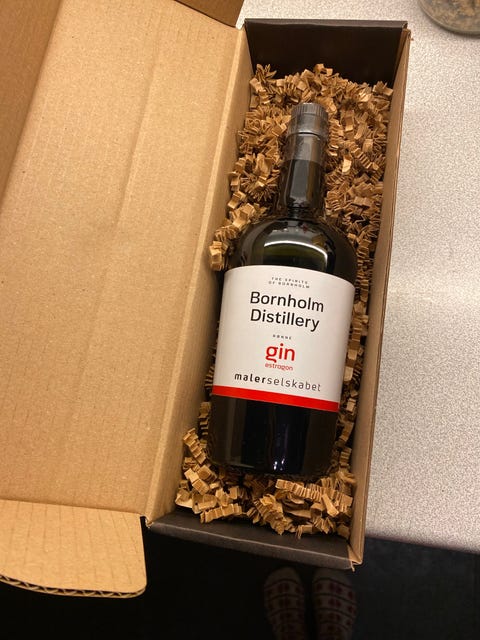 THE SPIRITS
OF BORNHOLM
Bornholm
Distillery
RØNNE
gin
estragon
malerselskabet